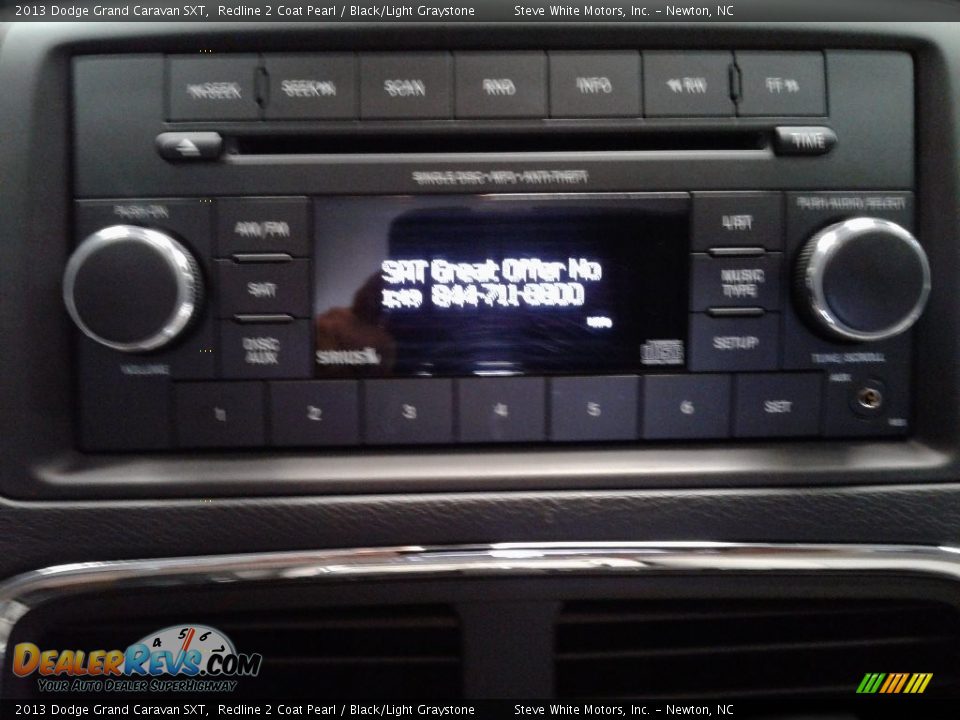 2013 Dodge Grand Caravan SXT,  Redline 2 Coat Pearl / Black/Light Graystone    Steve White Motors, Inc. - Newton, NC
SEEK SEEK SCAN RND INFO RW FF
TIME
SINGLE DISC • MP3 • ANTI-THEFT
PUSH-ON AM/FM LIST PUSH AUDIO/SELECT
SAT Great Offer No
844-711-8800
SAT MUSIC TYPE
DISC AUX
SETUP
VOLUME TUNE/SCROLL
AUX
1 2 3 4 5 6 SET
DealerRevs.com
Your Auto Dealer SuperHighway
2013 Dodge Grand Caravan SXT,  Redline 2 Coat Pearl / Black/Light Graystone    Steve White Motors, Inc. - Newton, NC